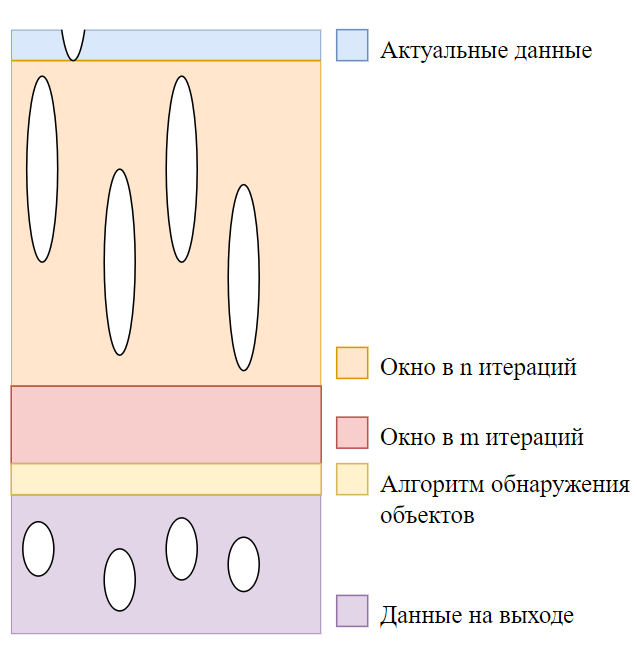 Актуальные данные
Окно в n итераций
Окно в m итераций
Алгоритм обнаружения
объектов
Данные на выходе